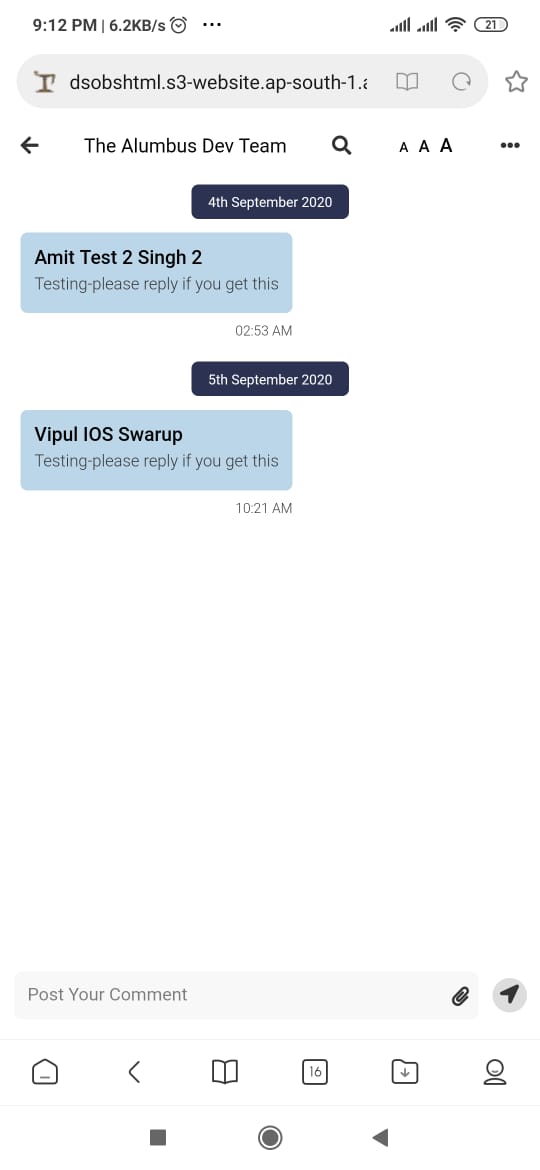 9:12 PM | 6.2KB/s
21
dsobshtml.s3-website.ap-south-1.
The Alumbus Dev Team
A A A
4th September 2020
Amit Test 2 Singh 2
Testing-please reply if you get this
02:53 AM
5th September 2020
Vipul IOS Swarup
Testing-please reply if you get this
10:21 AM
Post Your Comment
16